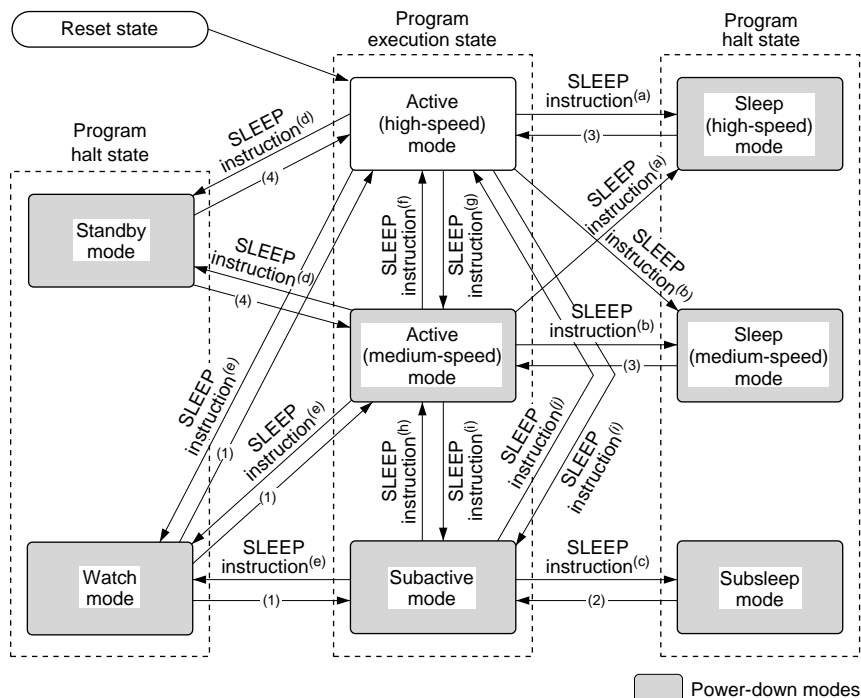 Reset state
Program
execution state
Program
halt state
Program
halt state
Active
(high-speed)
mode
SLEEP
instruction(a)
(3)
Sleep
(high-speed)
mode
SLEEP
instruction(d)
(4)
Standby
mode
SLEEP
instruction(d)
(4)
SLEEP
instruction(f)
SLEEP
instruction(g)
SLEEP
instruction(a)
SLEEP
instruction(b)
Active
(medium-speed)
mode
SLEEP
instruction(b)
(3)
Sleep
(medium-speed)
mode
SLEEP
instruction(e)
(1)
SLEEP
instruction(e)
(1)
SLEEP
instruction(h)
SLEEP
instruction(i)
SLEEP
instruction(j)
SLEEP
instruction(i)
Watch
mode
SLEEP
instruction(e)
(1)
Subactive
mode
SLEEP
instruction(c)
(2)
Subsleep
mode
Power-down modes